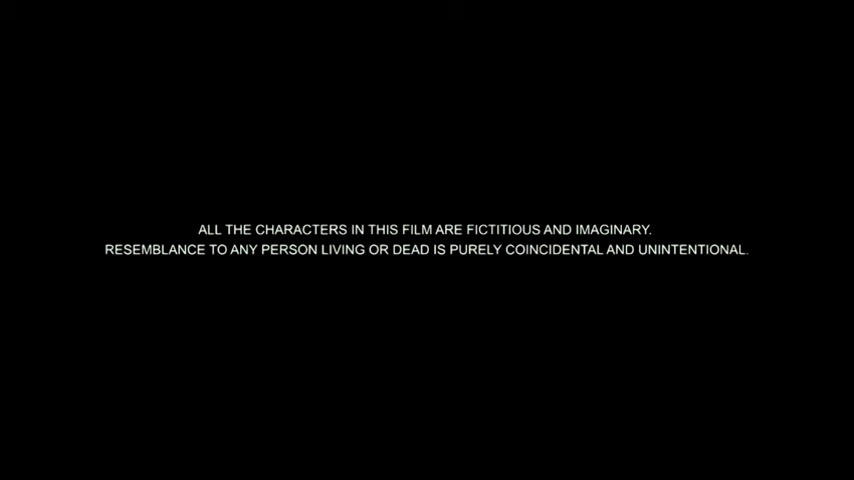 ALL THE CHARACTERS IN THIS FILM ARE FICTITIOUS AND IMAGINARY.
RESEMBLANCE TO ANY PERSON LIVING OR DEAD IS PURELY COINCIDENTAL AND UNINTENTIONAL.